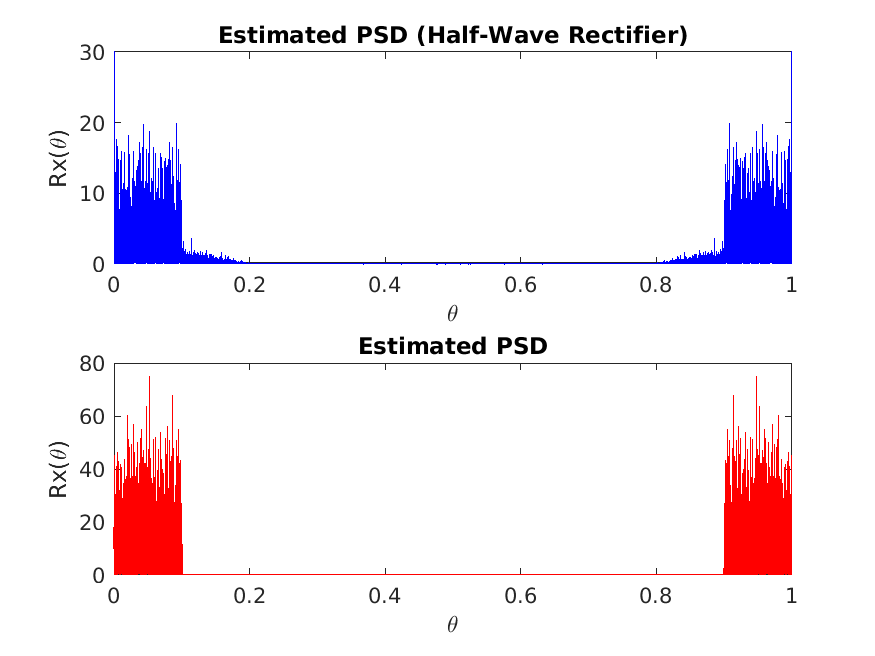 Estimated PSD (Half-Wave Rectifier)
30
20
10
0
Rx(θ)
0 0.2 0.4 0.6 0.8 1
θ
Estimated PSD
80
60
40
20
0
Rx(θ)
0 0.2 0.4 0.6 0.8 1
θ